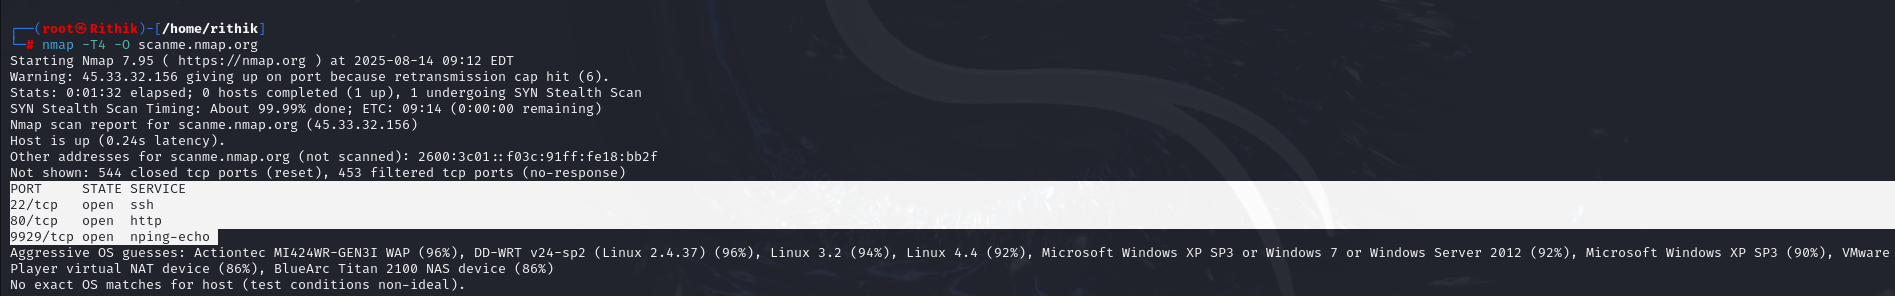 ┌──(root㉿Rithik)-[/home/rithik]
└─# nmap -T4 -O scanme.nmap.org
Starting Nmap 7.95 ( https://nmap.org ) at 2025-08-14 09:12 EDT
Warning: 45.33.32.156 giving up on port because retransmission cap hit (6).
Stats: 0:01:32 elapsed; 0 hosts completed (1 up), 1 undergoing SYN Stealth Scan
SYN Stealth Scan Timing: About 99.99% done; ETC: 09:14 (0:00:00 remaining)
Nmap scan report for scanme.nmap.org (45.33.32.156)
Host is up (0.24s latency).
Other addresses for scanme.nmap.org (not scanned): 2600:3c01::f03c:91ff:fe18:bb2f
Not shown: 544 closed tcp ports (reset), 453 filtered tcp ports (no-response)
PORT     STATE SERVICE
22/tcp   open  ssh
80/tcp   open  http
9929/tcp open  nping-echo
Aggressive OS guesses: Actiontec MI424WR-GEN3I WAP (96%), DD-WRT v24-sp2 (Linux 2.4.37) (96%), Linux 3.2 (94%), Linux 4.4 (92%), Microsoft Windows XP SP3 or Windows 7 or Windows Server 2012 (92%), Microsoft Windows XP SP3 (90%), VMware
Player virtual NAT device (86%), BlueArc Titan 2100 NAS device (86%)
No exact OS matches for host (test conditions non-ideal).